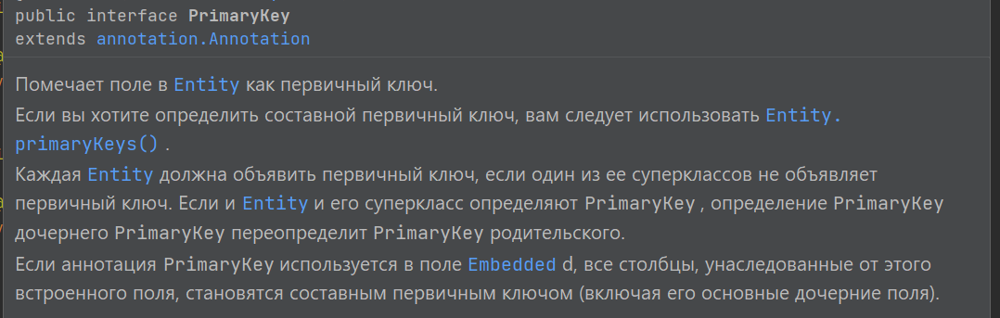 public interface PrimaryKey
extends annotation.Annotation
Помечает поле в Entity как первичный ключ.
Если вы хотите определить составной первичный ключ, вам следует использовать Entity.
primaryKeys() .
Каждая Entity должна объявить первичный ключ, если один из ее суперклассов не объявляет
первичный ключ. Если и Entity и его суперкласс определяют PrimaryKey , определение PrimaryKey
дочернего PrimaryKey переопределит PrimaryKey родительского.
Если аннотация PrimaryKey используется в поле Embedded d, все столбцы, унаследованные от этого
встроенного поля, становятся составным первичным ключом (включая его основные дочерние поля).